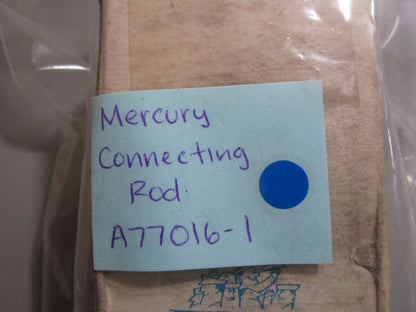 Mercury
Connecting
Rod
A77016-1